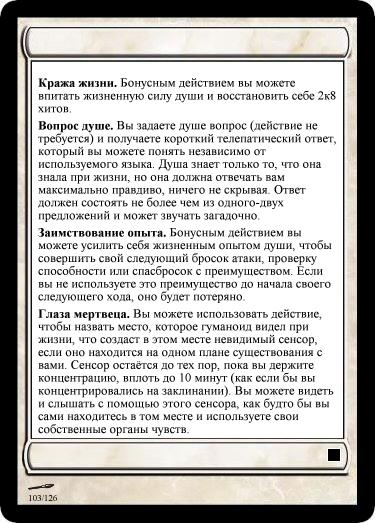 Кража жизни. Бонусным действием вы можете
впитать жизненную силу души и восстановить себе 2к8
хитов.
Вопрос душе. Вы задаете душе вопрос (действие не
требуется) и получаете короткий телепатический ответ,
который вы можете понять независимо от
используемого языка. Душа знает только то, что она
знала при жизни, но она должна отвечать вам
максимально правдиво, ничего не скрывая. Ответ
должен состоять не более чем из одного-двух
предложений и может звучать загадочно.
Заимствование опыта. Бонусным действием вы
можете усилить себя жизненным опытом души, чтобы
совершить свой следующий бросок атаки, проверку
способности или спасбросок с преимуществом. Если
вы не используете это преимущество до начала своего
следующего хода, оно будет потеряно.
Глаза мертвеца. Вы можете использовать действие,
чтобы назвать место, которое гуманоид видел при
жизни, что создаст в этом месте невидимый сенсор,
если оно находится на одном плане существования с
вами. Сенсор остаётся до тех пор, пока вы держите
концентрацию, вплоть до 10 минут (как если бы вы
концентрировались на заклинании). Вы можете видеть
и слышать с помощью этого сенсора, как будто бы вы
сами находитесь в том месте и используете свои
собственные органы чувств.
103/126